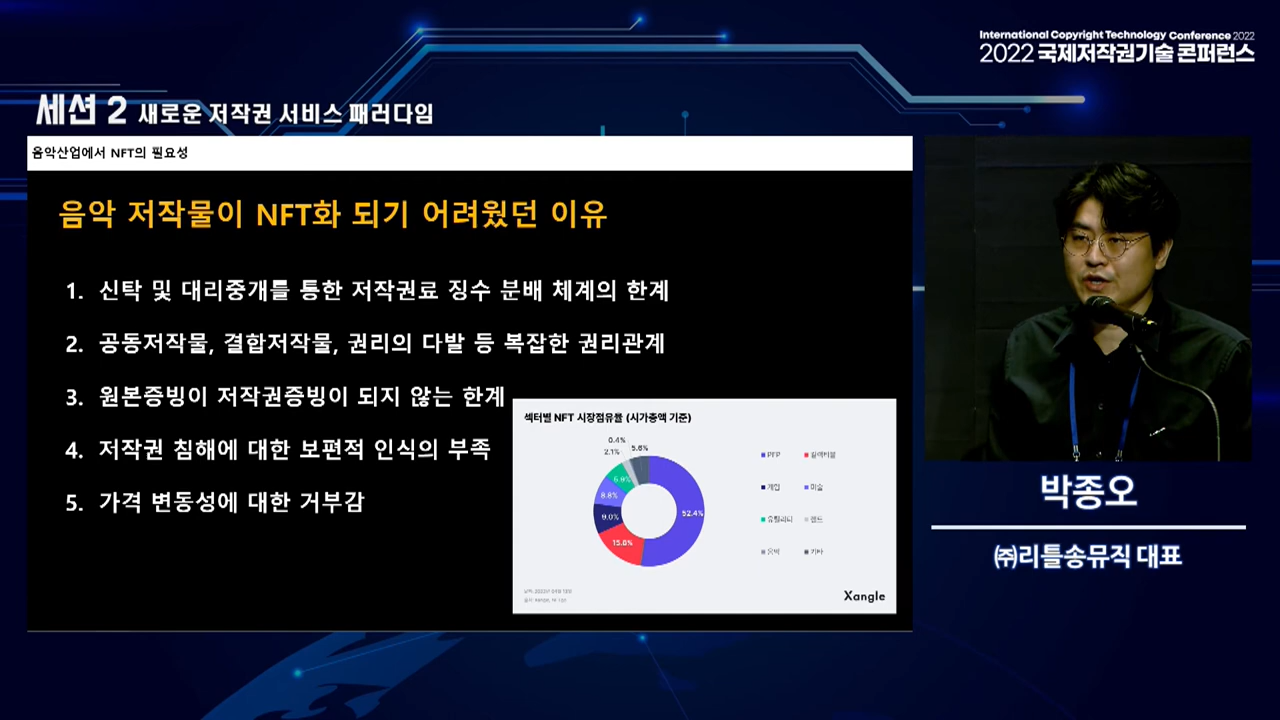 International Copyright Technology Conference 2022
2022 국제저작권기술 콘퍼런스
세션 2 새로운 저작권 서비스 패러다임
음악산업에서 NFT의 필요성
음악 저작물이 NFT화 되기 어려웠던 이유
1. 신탁 및 대리중개를 통한 저작권료 징수 분배 체계의 한계
2. 공동저작물, 결합저작물, 권리의 다발 등 복잡한 권리관계
3. 원본증빙이 저작권증빙이 되지 않는 한계
4. 저작권 침해에 대한 보편적 인식의 부족
5. 가격 변동성에 대한 거부감
섹터별 NFT 시장점유율 (시가총액 기준)
0.4%
2.1%
5.6%
5.9%
8.8%
9.0%
15.8%
52.4%
PFP
컬렉티블
게임
미술
유틸리티
랜드
음악
기타
Xangle
박종오
㈜리틀송뮤직 대표